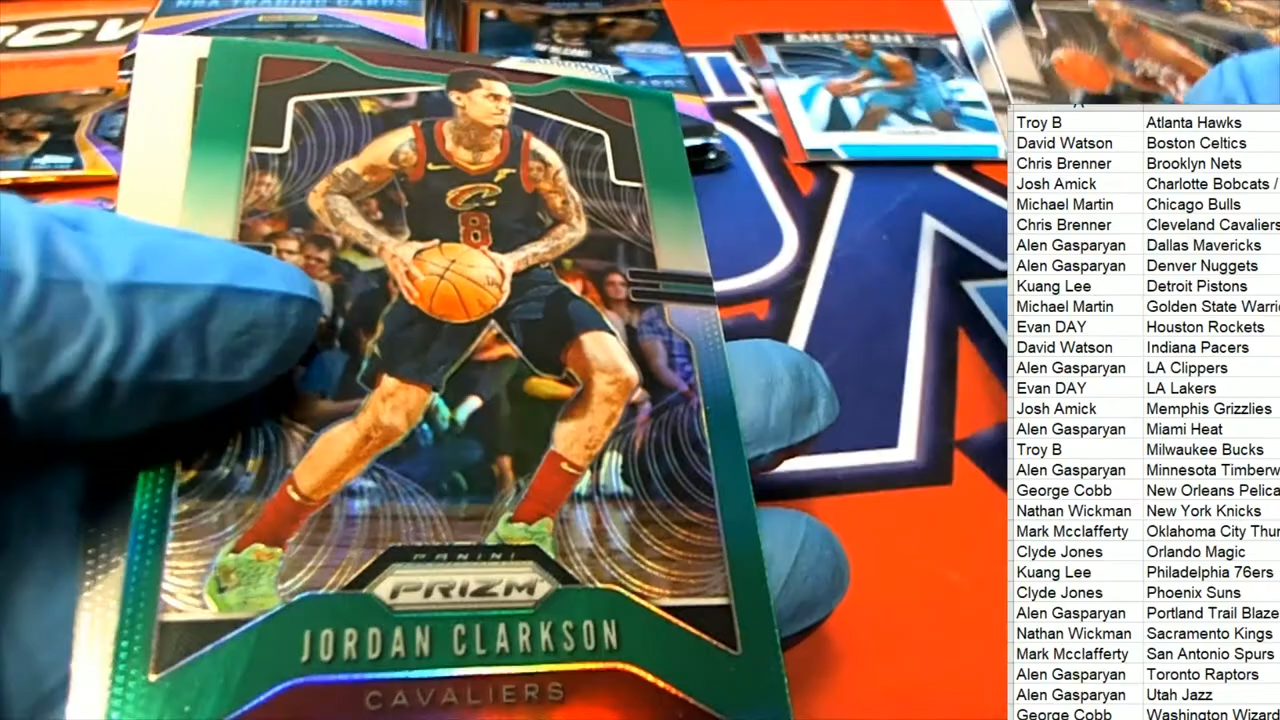 NBA TRADING CARDS
EMERGENT
8
PANINI
PRIZM
JORDAN CLARKSON
CAVALIERS
Troy B Atlanta Hawks
David Watson Boston Celtics
Chris Brenner Brooklyn Nets
Josh Amick Charlotte Bobcats /
Michael Martin Chicago Bulls
Chris Brenner Cleveland Cavaliers
Alen Gasparyan Dallas Mavericks
Alen Gasparyan Denver Nuggets
Kuang Lee Detroit Pistons
Michael Martin Golden State Warri
Evan DAY Houston Rockets
David Watson Indiana Pacers
Alen Gasparyan LA Clippers
Evan DAY LA Lakers
Josh Amick Memphis Grizzlies
Alen Gasparyan Miami Heat
Troy B Milwaukee Bucks
Alen Gasparyan Minnesota Timberw
George Cobb New Orleans Pelica
Nathan Wickman New York Knicks
Mark Mcclafferty Oklahoma City Thun
Clyde Jones Orlando Magic
Kuang Lee Philadelphia 76ers
Clyde Jones Phoenix Suns
Alen Gasparyan Portland Trail Blaze
Nathan Wickman Sacramento Kings
Mark Mcclafferty San Antonio Spurs
Alen Gasparyan Toronto Raptors
Alen Gasparyan Utah Jazz
George Cobb Washington Wizard